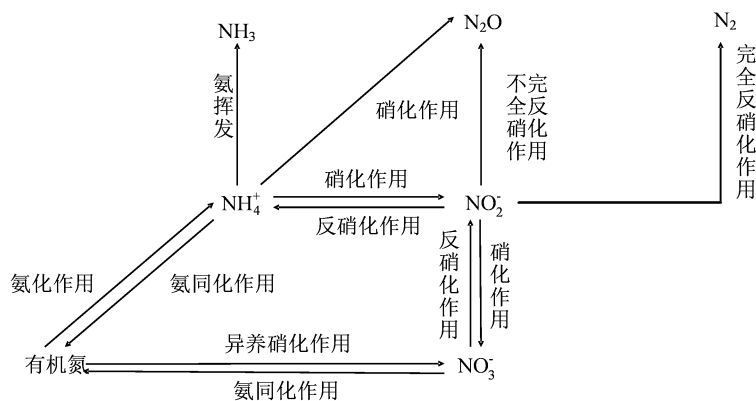 NH3
N2O
N2
氨挥发
硝化作用
不完全反硝化作用
完全反硝化作用
NH4+
硝化作用
反硝化作用
NO2-
氨化作用
氨同化作用
反硝化作用
硝化作用
有机氮
异养硝化作用
氨同化作用
NO3-